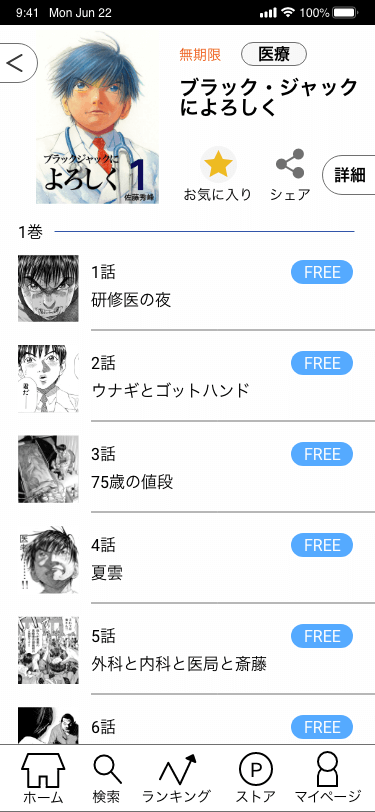 9:41 Mon Jun 22
100%
無期限
医療
ブラック・ジャック
によろしく
ブラックジャックに
よろしく
1
佐藤秀峰
お気に入り
シェア
詳細
1巻
1話
FREE
研修医の夜
2話
FREE
ウナギとゴットハンド
3話
FREE
75歳の値段
4話
FREE
夏雲
5話
FREE
外科と内科と医局と斎藤
6話
FREE
P
ホーム
検索
ランキング
ストア
マイページ